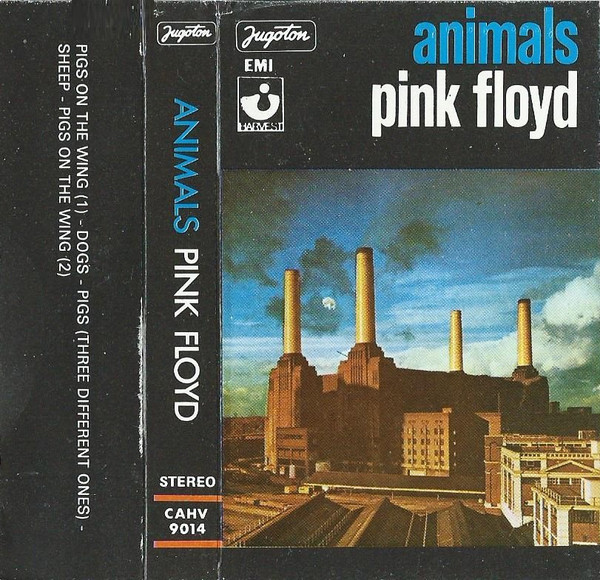 PIGS ON THE WING (1) - DOGS - PIGS (THREE DIFFERENT ONES) -
SHEEP - PIGS ON THE WING (2)
Jugoton
ANIMALS PINK FLOYD
STEREO
CAHV
9014
Jugoton
EMI
HARVEST
animals
pink floyd